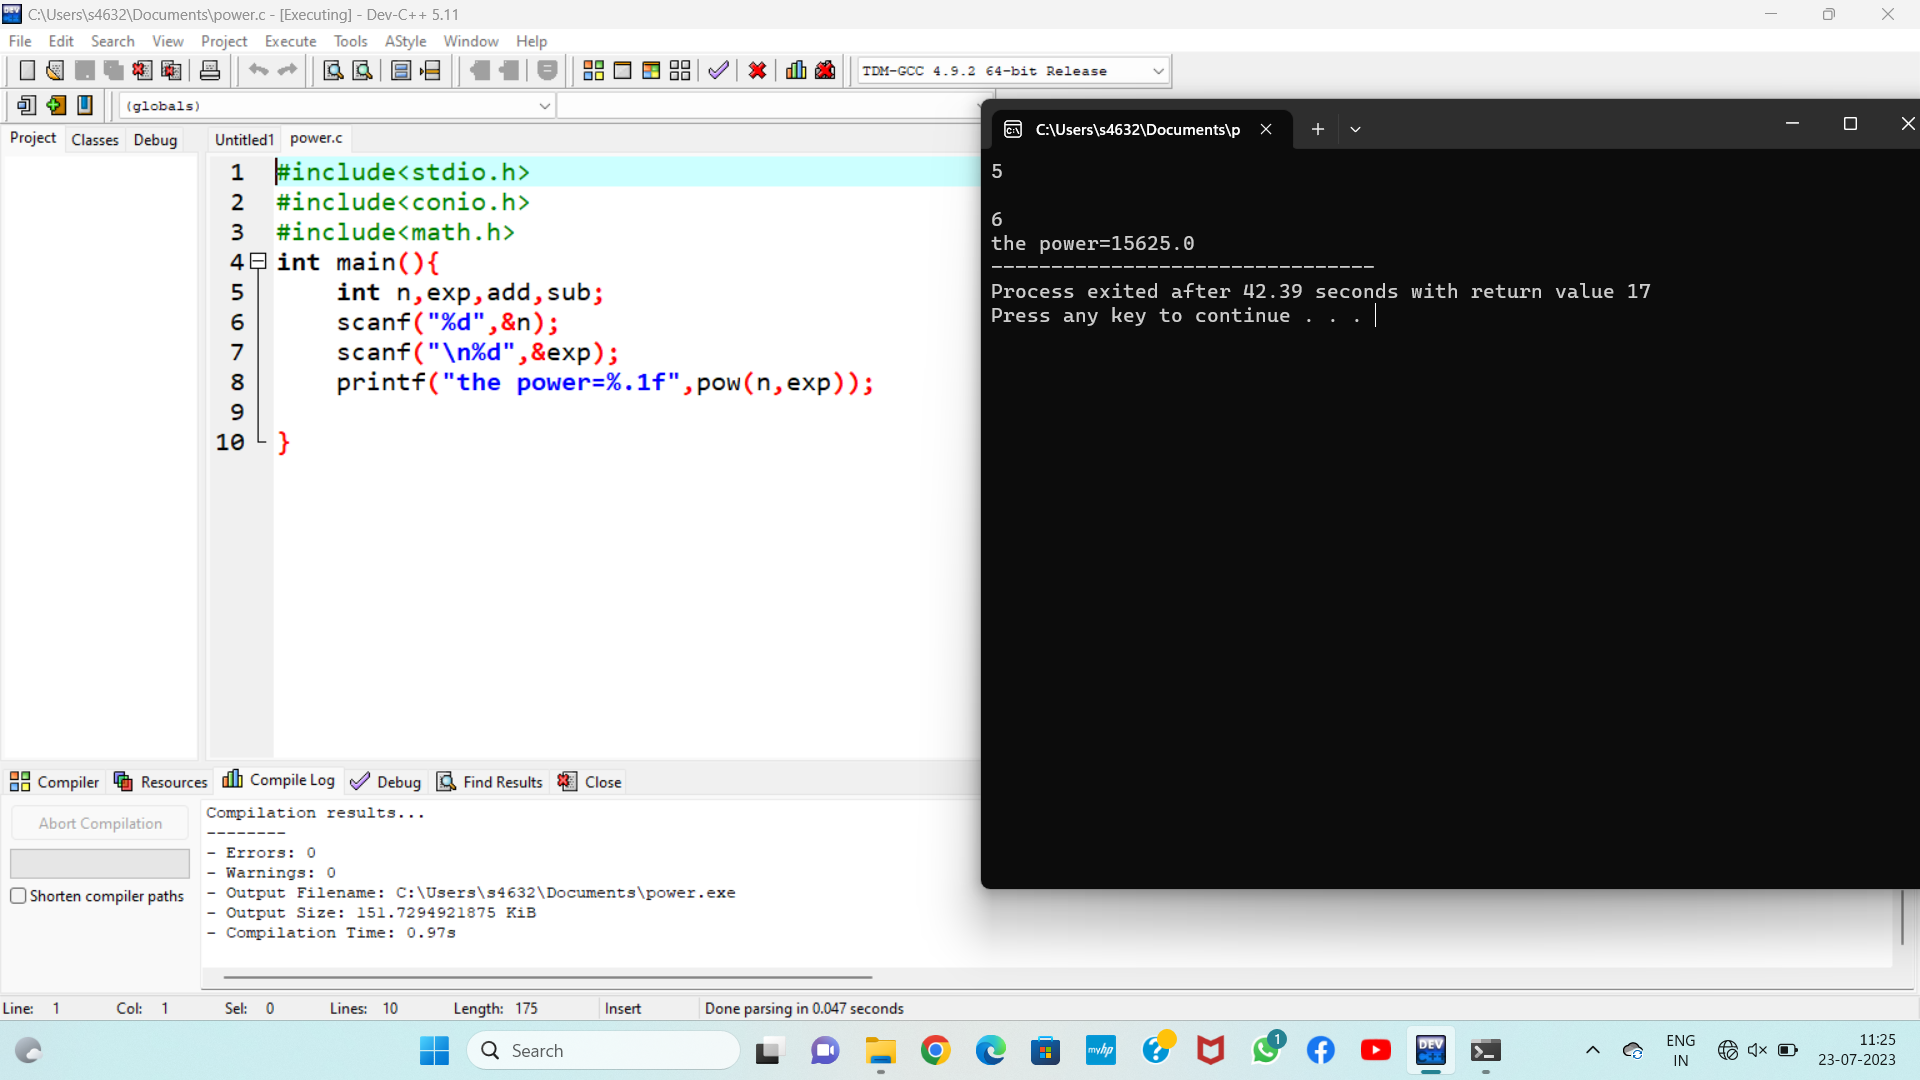 C:\Users\s4632\Documents\power.c - [Executing] - Dev-C++ 5.11
File Edit Search View Project Execute Tools AStyle Window Help
TDM-GCC 4.9.2 64-bit Release
(globals)
Project Classes Debug
Untitled1 power.c
1 #include<stdio.h>
2 #include<conio.h>
3 #include<math.h>
4 int main(){
5 int n,exp,add,sub;
6 scanf("%d",&n);
7 scanf("\n%d",&exp);
8 printf("the power=%.1f",pow(n,exp));
9
10 }
C:\Users\s4632\Documents\p
5
6
the power=15625.0
--------------------------------
Process exited after 42.39 seconds with return value 17
Press any key to continue . . .
Compiler Resources Compile Log Debug Find Results Close
Abort Compilation
Shorten compiler paths
Compilation results...
--------
- Errors: 0
- Warnings: 0
- Output Filename: C:\Users\s4632\Documents\power.exe
- Output Size: 151.7294921875 KiB
- Compilation Time: 0.97s
Line: 1 Col: 1 Sel: 0 Lines: 10 Length: 175 Insert Done parsing in 0.047 seconds
Search
myhp
1
DEV C++
ENG
IN
11:25
23-07-2023